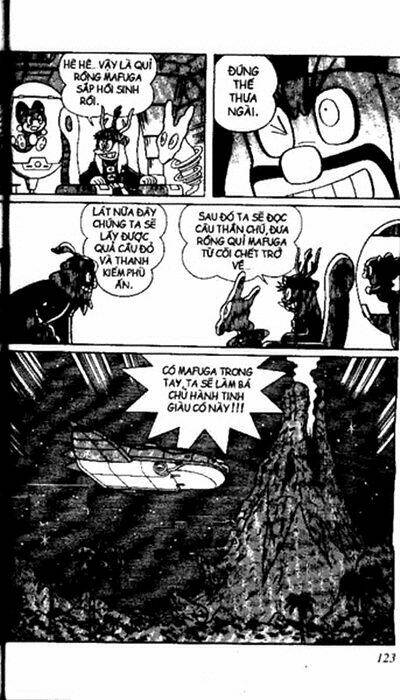 HÊ HÊ.. VẬY LÀ QUỈ
RỒNG MAFUGA
SẮP HỒI SINH
RỒI.
ĐÚNG
THẾ
THƯA
NGÀI.
LÁT NỮA ĐÂY
CHÚNG TA SẼ
LẤY ĐƯỢC
QUẢ CẦU ĐỎ
VÀ THANH
KIẾM PHÙ
ẤN.
SAU ĐÓ TA SẼ ĐỌC
CÂU THẦN CHÚ, ĐƯA
RỒNG QUỈ MAFUGA
TỪ CÕI CHẾT TRỞ
VỀ...
CÓ MAFUGA TRONG
TAY, TA SẼ LÀM BÁ
CHỦ HÀNH TINH
GIÀU CÓ NÀY!!!
123